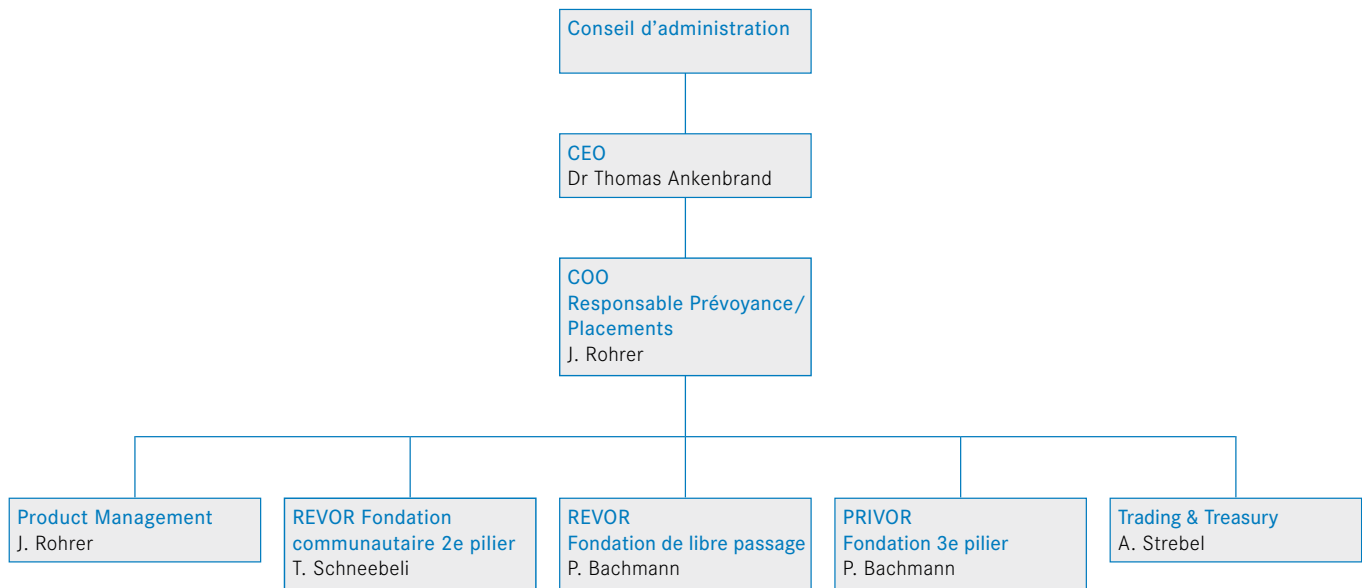 Conseil d’administration
CEO
Dr Thomas Ankenbrand
COO
Responsable Prévoyance/
Placements
J. Rohrer
Product Management
J. Rohrer
REVOR Fondation
communautaire 2e pilier
T. Schneebeli
REVOR
Fondation de libre passage
P. Bachmann
PRIVOR
Fondation 3e pilier
P. Bachmann
Trading & Treasury
A. Strebel